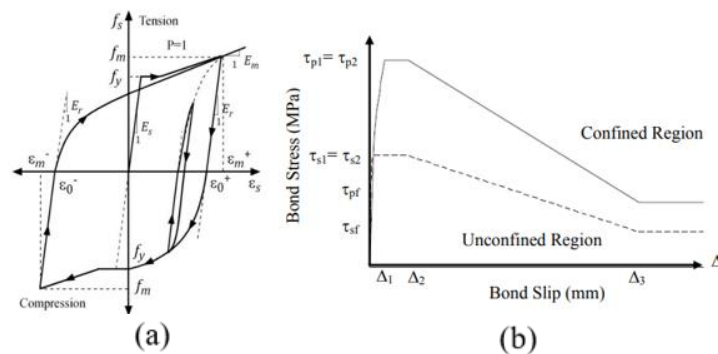 f_s
Tension
P=1
f_m
f_y
1 E_m
1 E_r
1 E_s
1 E_r
ε_m^-
ε_0^-
ε_0^+
ε_m^+
ε_s
f_y
f_m
Compression
(a)
Bond Stress (MPa)
τ_p1= τ_p2
τ_s1= τ_s2
τ_pf
τ_sf
Confined Region
Unconfined Region
Δ_1
Δ_2
Δ_3
Δ
Bond Slip (mm)
(b)